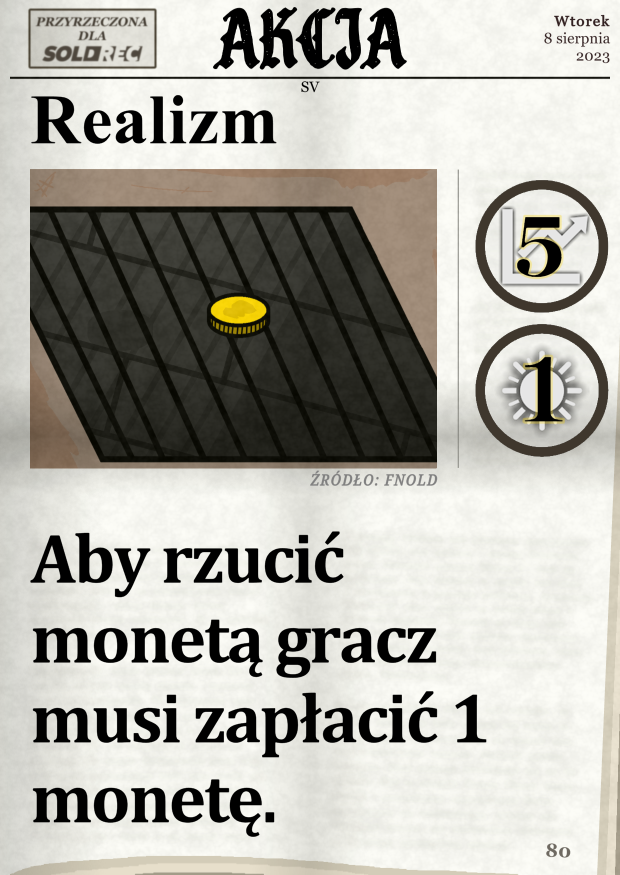 PRZYRZECZONA
DLA
SOLDREC
AKCJA
Wtorek
8 sierpnia
2023
SV
Realizm
5
1
ŹRÓDŁO: FNOLD
Aby rzucić
monetą gracz
musi zapłacić 1
monetę.
80